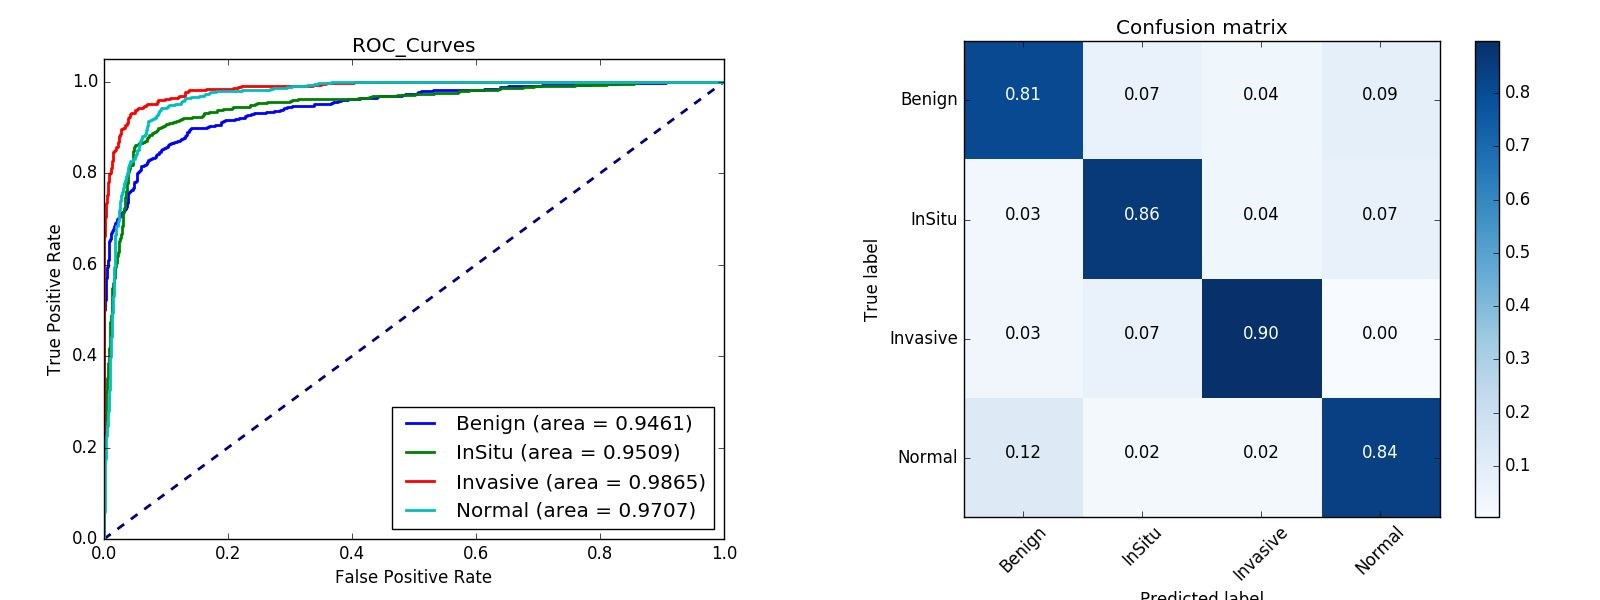 ROC_Curves
1.0
0.8
0.6
0.4
0.2
0.0
True Positive Rate
Benign (area = 0.9461)
InSitu (area = 0.9509)
Invasive (area = 0.9865)
Normal (area = 0.9707)
0.0 0.2 0.4 0.6 0.8 1.0
False Positive Rate
Confusion matrix
True label
Benign 0.81 0.07 0.04 0.09
InSitu 0.03 0.86 0.04 0.07
Invasive 0.03 0.07 0.90 0.00
Normal 0.12 0.02 0.02 0.84
Benign InSitu Invasive Normal
Predicted label
0.8
0.7
0.6
0.5
0.4
0.3
0.2
0.1